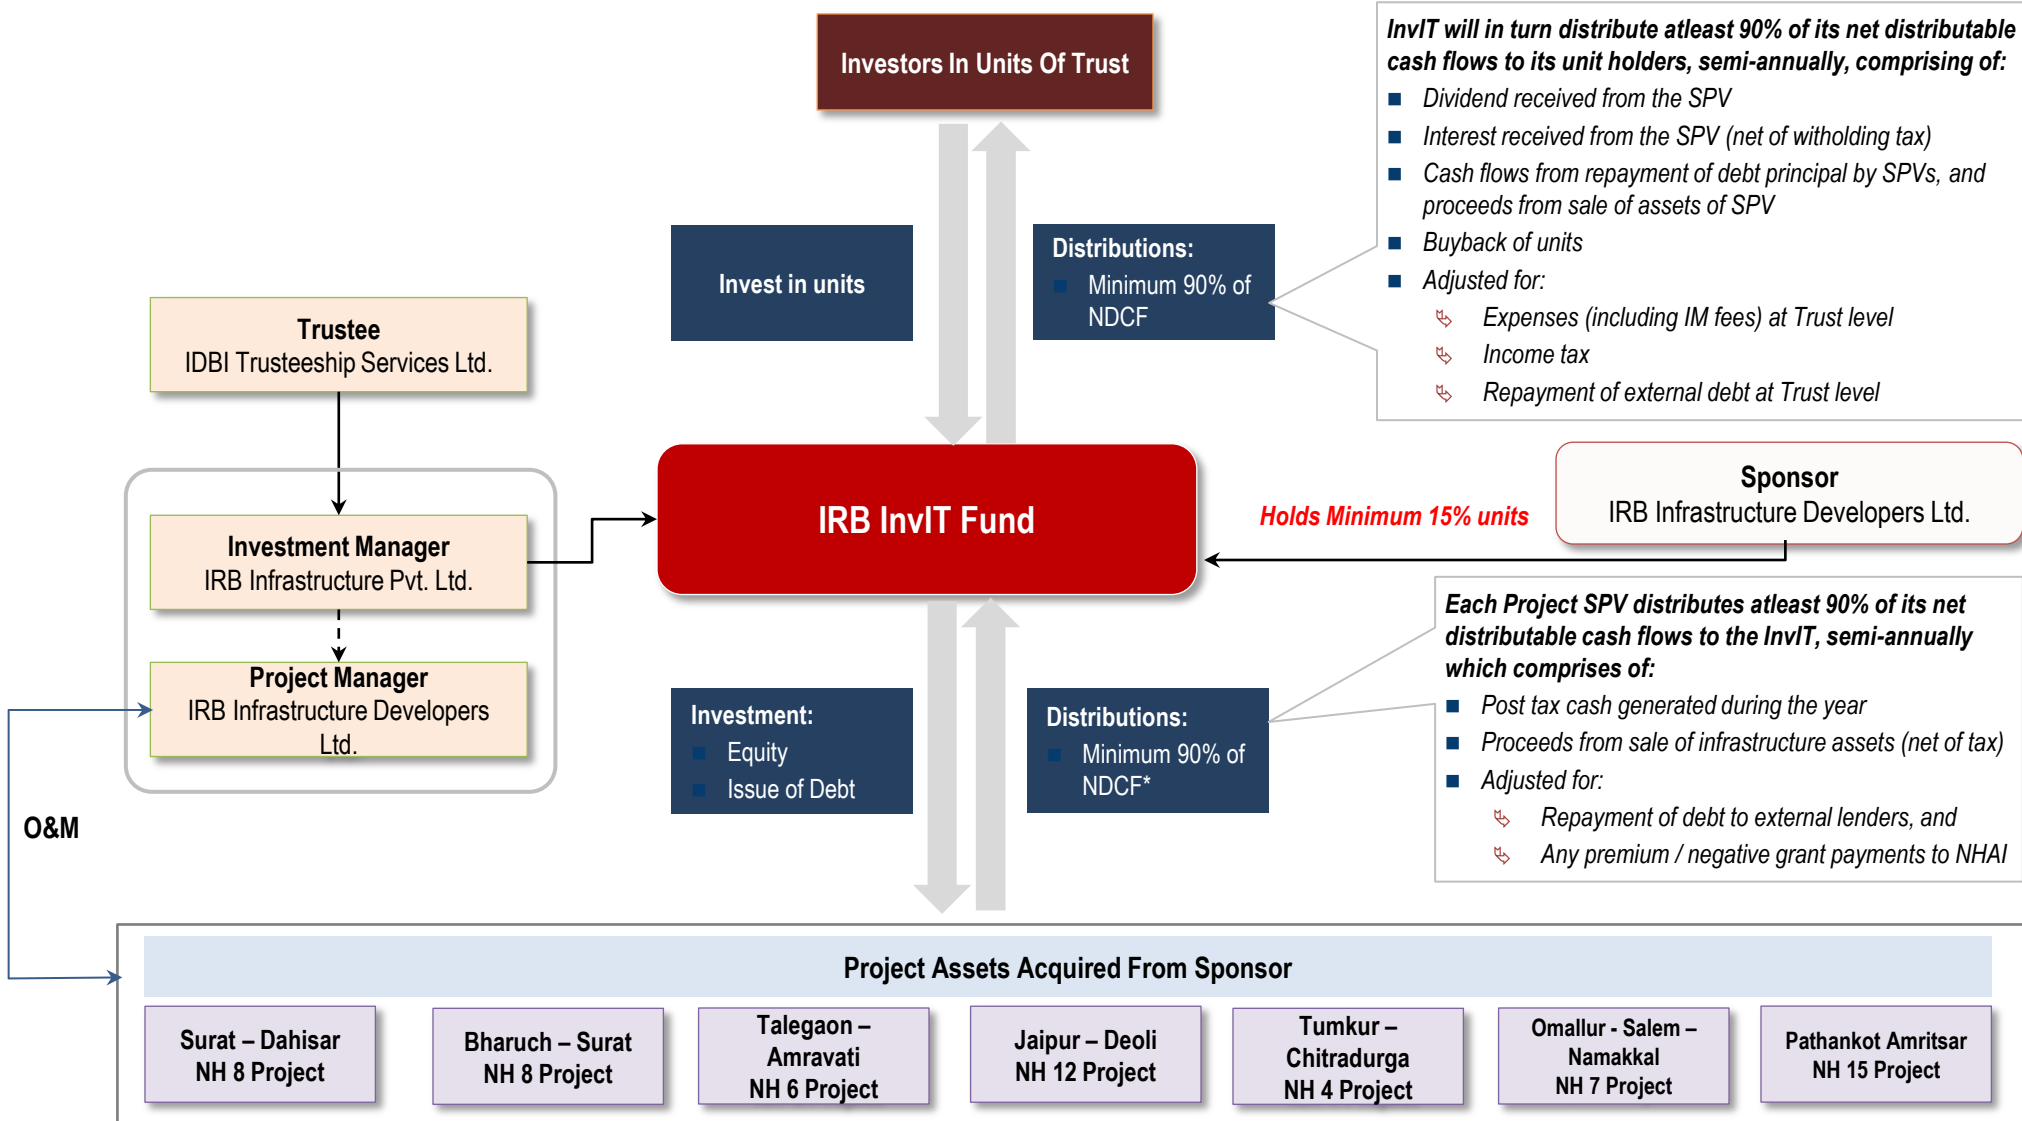 Investors In Units Of Trust
InvIT will in turn distribute atleast 90% of its net distributable
cash flows to its unit holders, semi-annually, comprising of:
Dividend received from the SPV
Interest received from the SPV (net of witholding tax)
Cash flows from repayment of debt principal by SPVs, and
proceeds from sale of assets of SPV
Buyback of units
Adjusted for:
Expenses (including IM fees) at Trust level
Income tax
Repayment of external debt at Trust level
Invest in units
Distributions:
Minimum 90% of
NDCF
Trustee
IDBI Trusteeship Services Ltd.
Investment Manager
IRB Infrastructure Pvt. Ltd.
Project Manager
IRB Infrastructure Developers
Ltd.
IRB InvIT Fund
Holds Minimum 15% units
Sponsor
IRB Infrastructure Developers Ltd.
Each Project SPV distributes atleast 90% of its net
distributable cash flows to the InvIT, semi-annually
which comprises of:
Post tax cash generated during the year
Proceeds from sale of infrastructure assets (net of tax)
Adjusted for:
Repayment of debt to external lenders, and
Any premium / negative grant payments to NHAI
Investment:
Equity
Issue of Debt
Distributions:
Minimum 90% of
NDCF*
O&M
Project Assets Acquired From Sponsor
Surat – Dahisar
NH 8 Project
Bharuch – Surat
NH 8 Project
Talegaon –
Amravati
NH 6 Project
Jaipur – Deoli
NH 12 Project
Tumkur –
Chitradurga
NH 4 Project
Omallur - Salem –
Namakkal
NH 7 Project
Pathankot Amritsar
NH 15 Project